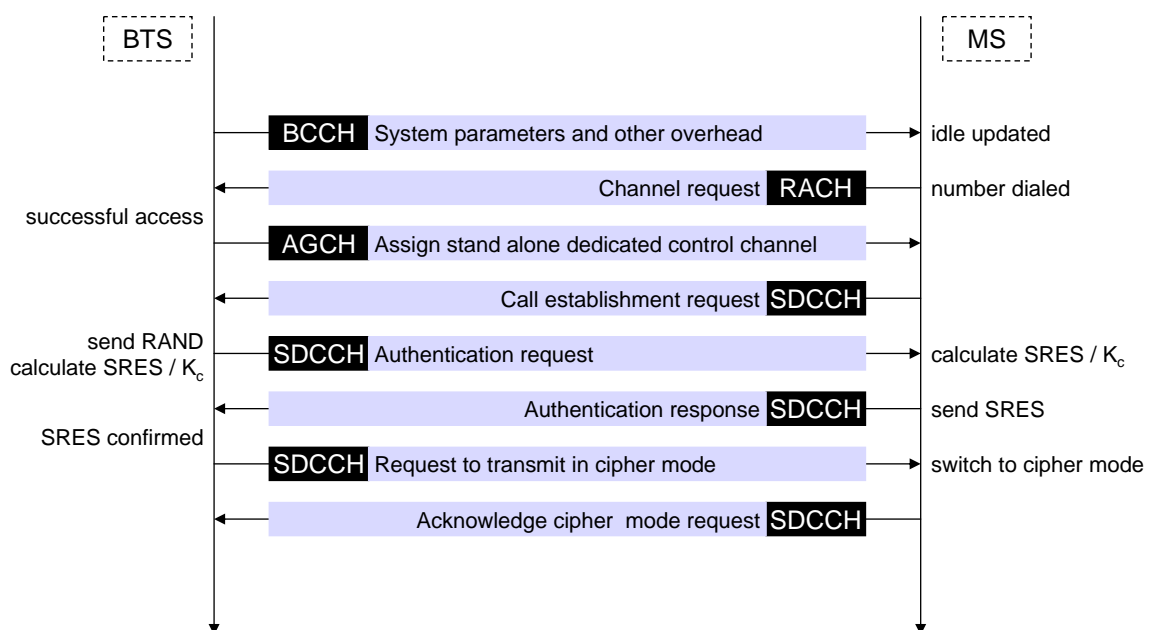 BTS
MS
BCCH System parameters and other overhead
idle updated
Channel request RACH
number dialed
successful access
AGCH Assign stand alone dedicated control channel
Call establishment request SDCCH
send RAND
calculate SRES / Kc
SDCCH Authentication request
calculate SRES / Kc
Authentication response SDCCH
send SRES
SRES confirmed
SDCCH Request to transmit in cipher mode
switch to cipher mode
Acknowledge cipher mode request SDCCH